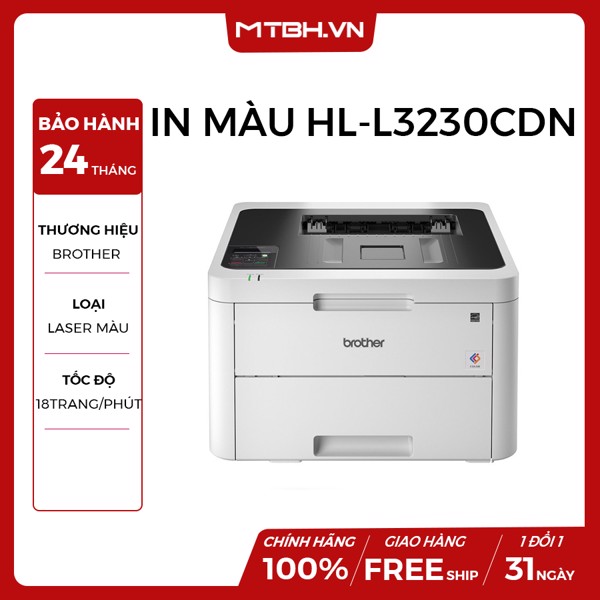 MTBH.VN
BẢO HÀNH
24 THÁNG
IN MÀU HL-L3230CDN
THƯƠNG HIỆU
BROTHER
LOẠI
LASER MÀU
TỐC ĐỘ
18TRANG/PHÚT
brother
CHÍNH HÃNG
100%
GIAO HÀNG
FREE SHIP
1 ĐỔI 1
31 NGÀY